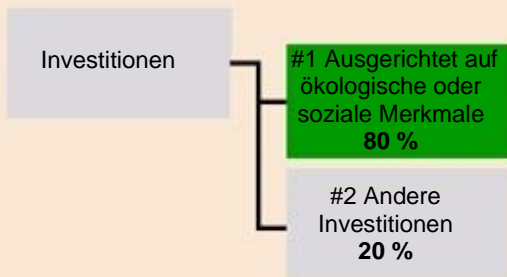 Investitionen
#1 Ausgerichtet auf
ökologische oder
soziale Merkmale
80 %
#2 Andere
Investitionen
20 %